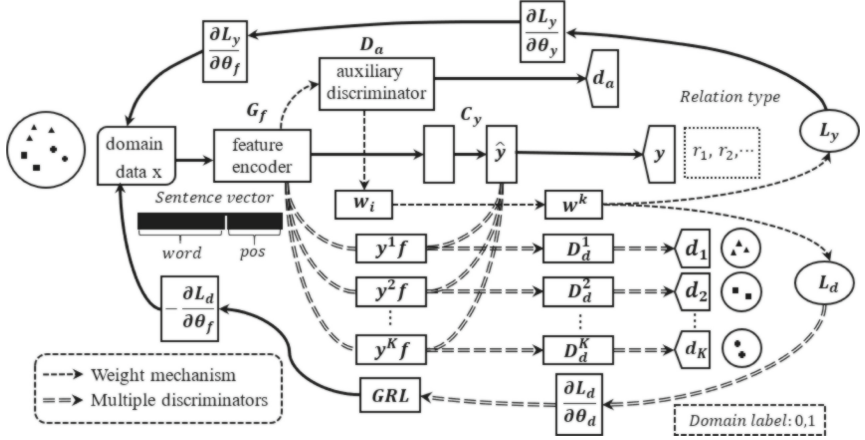 ∂L_y
∂θ_f
∂L_y
∂θ_y
D_a
auxiliary
discriminator
d_a
Relation type
G_f
C_y
domain
data x
feature
encoder
ŷ
y
r_1, r_2,⋯
L_y
Sentence vector
word
pos
w_i
w^k
y^1 f
D_d^1
d_1
y^2 f
D_d^2
d_2
⋮
⋮
y^K f
D_d^K
d_K
L_d
− ∂L_d
∂θ_f
Weight mechanism
Multiple discriminators
GRL
∂L_d
∂θ_d
Domain label: 0,1